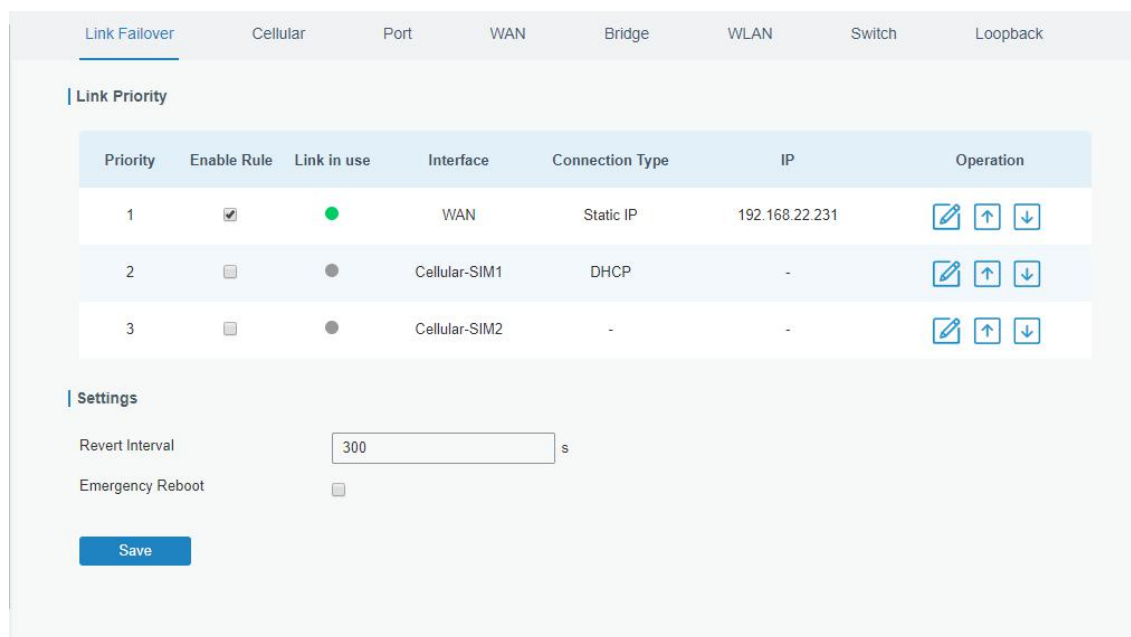 Link Failover Cellular Port WAN Bridge WLAN Switch Loopback
Link Priority
Priority Enable Rule Link in use Interface Connection Type IP Operation
1 WAN Static IP 192.168.22.231
2 Cellular-SIM1 DHCP -
3 Cellular-SIM2 - -
Settings
Revert Interval 300 s
Emergency Reboot
Save